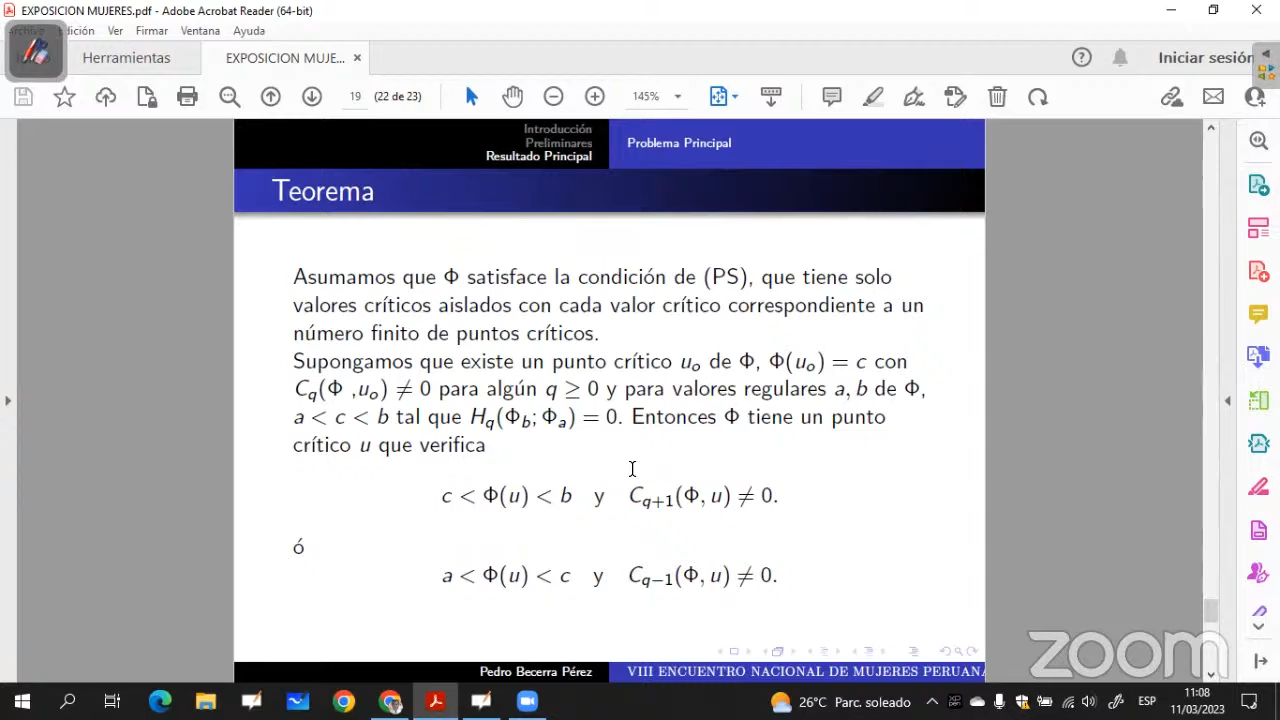 EXPOSICION MUJERES.pdf - Adobe Acrobat Reader (64-bit)
Archivo Edición Ver Firmar Ventana Ayuda
Herramientas
EXPOSICION MUJE... ×
Iniciar sesión
19 (22 de 23)
145%
Introducción
Preliminares
Resultado Principal
Problema Principal
Teorema
Asumamos que Φ satisface la condición de (PS), que tiene solo
valores críticos aislados con cada valor crítico correspondiente a un
número finito de puntos críticos.
Supongamos que existe un punto crítico u₀ de Φ, Φ(u₀) = c con
C_q(Φ ,u₀) ≠ 0 para algún q ≥ 0 y para valores regulares a, b de Φ,
a < c < b tal que H_q(Φ_b; Φ_a) = 0. Entonces Φ tiene un punto
crítico u que verifica
c < Φ(u) < b y C_{q+1}(Φ, u) ≠ 0.
ó
a < Φ(u) < c y C_{q−1}(Φ, u) ≠ 0.
zoom
Pedro Becerra Pérez
VIII ENCUENTRO NACIONAL DE MUJERES PERUANA
26°C Parc. soleado
ESP
11:08
11/03/2023